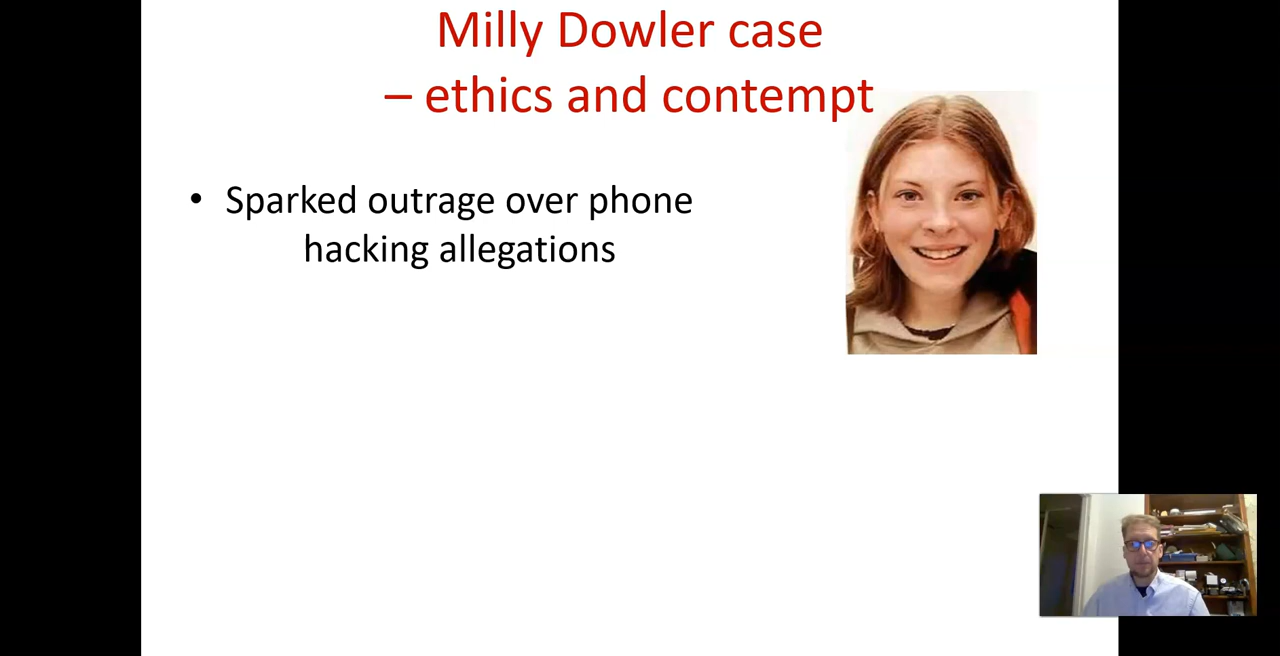 Milly Dowler case
– ethics and contempt
• Sparked outrage over phone
hacking allegations